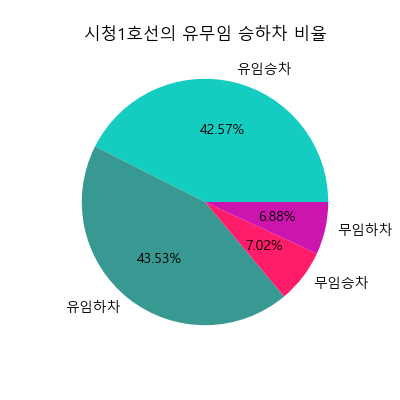 시청1호선의 유무임 승하차 비율
유임승차
42.57%
6.88%
무임하차
7.02%
43.53%
무임승차
유임하차